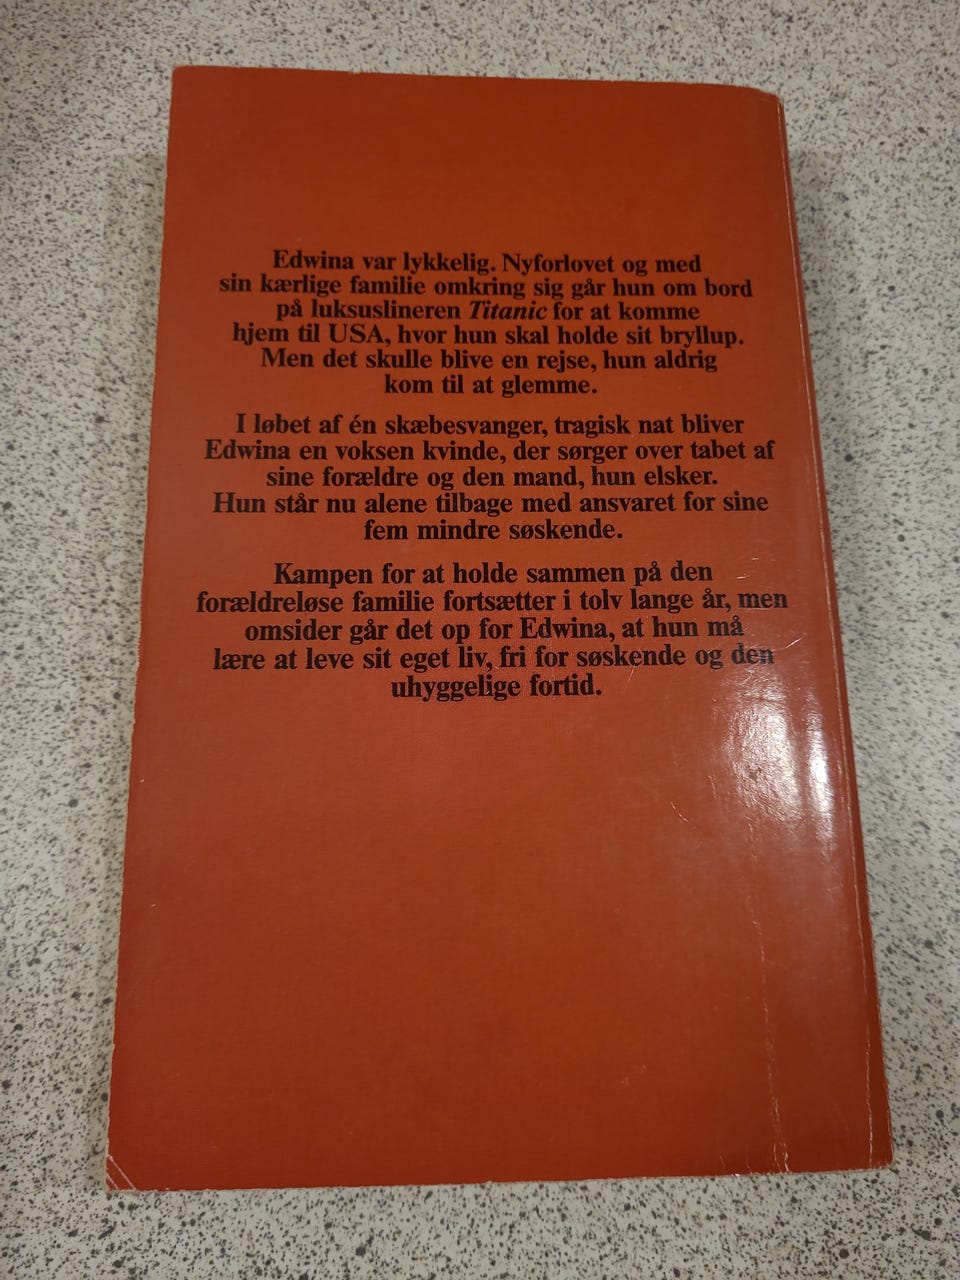 Edwina var lykkelig. Nyforlovet og med
sin kærlige familie omkring sig går hun om bord
på luksuslineren Titanic for at komme
hjem til USA, hvor hun skal holde sit bryllup.
Men det skulle blive en rejse, hun aldrig
kom til at glemme.
I løbet af én skæbesvanger, tragisk nat bliver
Edwina en voksen kvinde, der sørger over tabet af
sine forældre og den mand, hun elsker.
Hun står nu alene tilbage med ansvaret for sine
fem mindre søskende.
Kampen for at holde sammen på den
forældreløse familie fortsætter i tolv lange år, men
omsider går det op for Edwina, at hun må
lære at leve sit eget liv, fri for søskende og den
uhyggelige fortid.